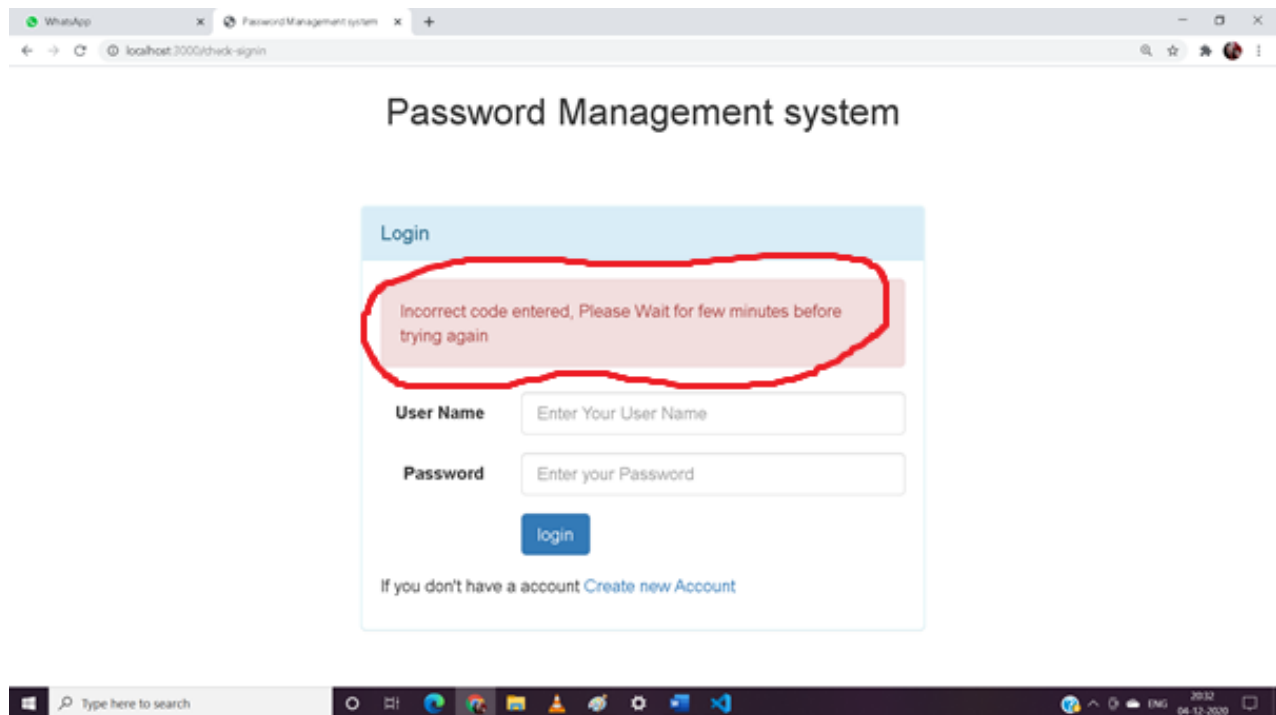 WhatsApp
Password Management system
localhost:3000/check-signin
Password Management system
Login
Incorrect code entered, Please Wait for few minutes before
trying again
User Name
Enter Your User Name
Password
Enter your Password
login
If you don't have a account Create new Account
Type here to search
ENG
20:32
04-12-2020